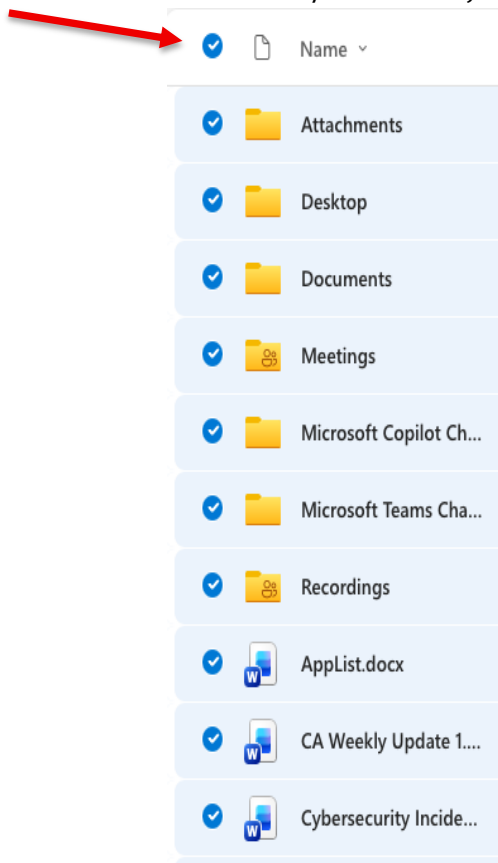 Name
Attachments
Desktop
Documents
Meetings
Microsoft Copilot Ch...
Microsoft Teams Cha...
Recordings
W AppList.docx
W CA Weekly Update 1....
W Cybersecurity Incide...